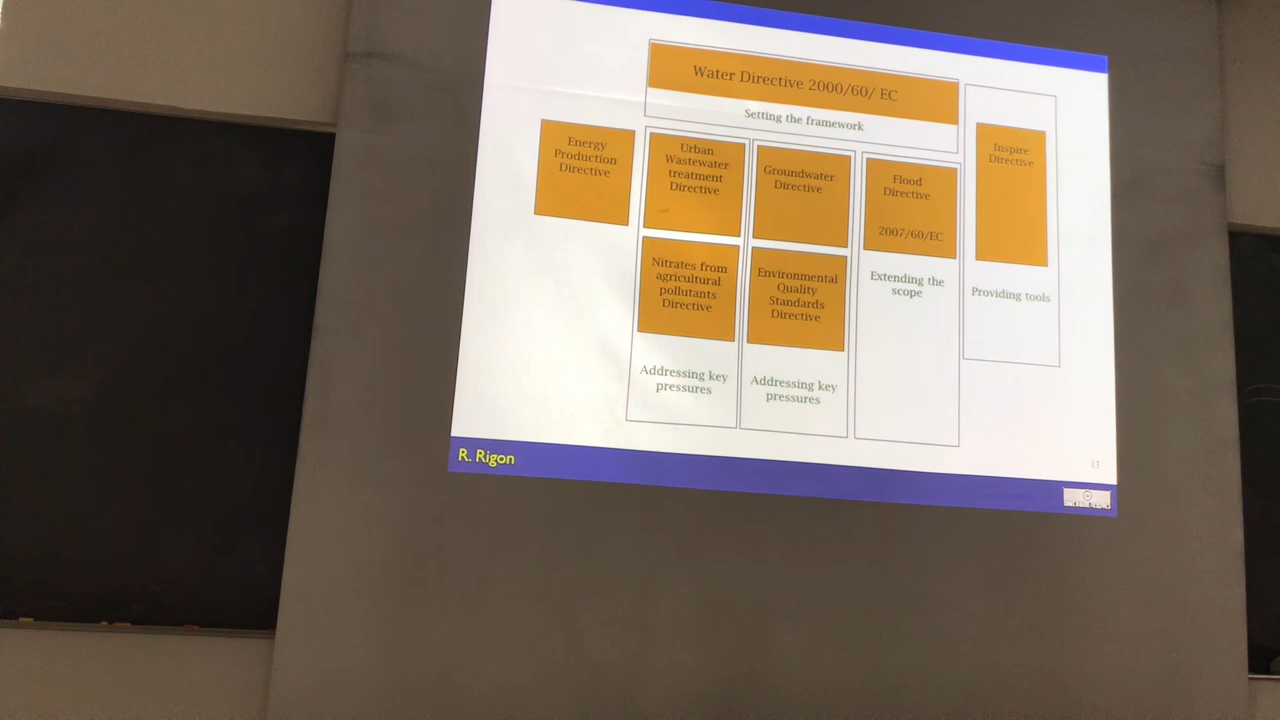 Water Directive 2000/60/ EC
Setting the framework
Energy
Production
Directive
Urban
Wastewater
treatment
Directive
Groundwater
Directive
Flood
Directive
2007/60/EC
Inspire
Directive
Nitrates from
agricultural
pollutants
Directive
Environmental
Quality
Standards
Directive
Extending the
scope
Providing tools
Addressing key
pressures
Addressing key
pressures
R. Rigon
13